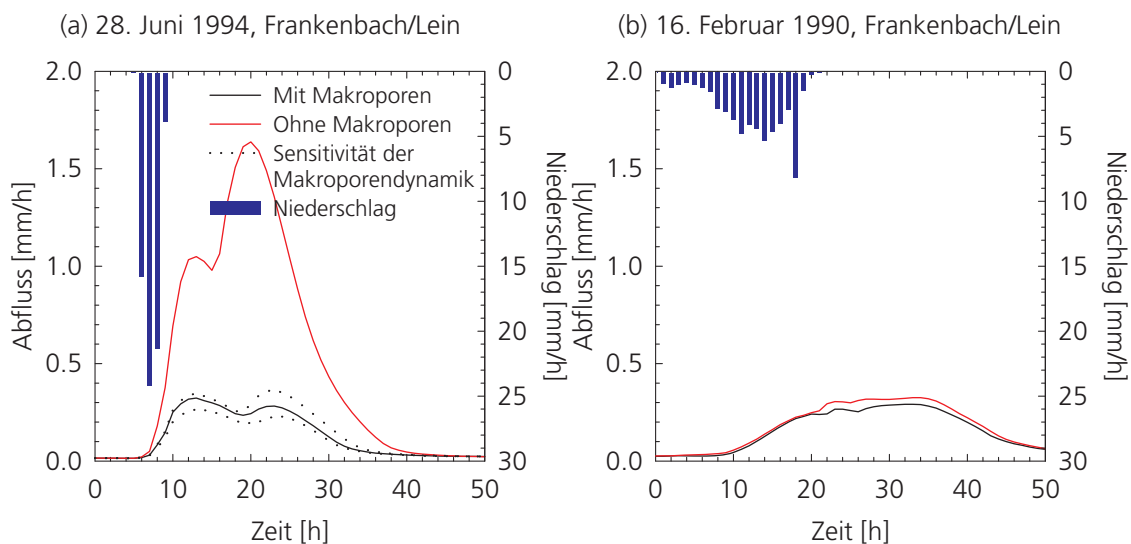 (a) 28. Juni 1994, Frankenbach/Lein
2.0
1.5
1.0
0.5
0.0
Abfluss [mm/h]
0
5
10
15
20
25
30
Niederschlag [mm/h]
Mit Makroporen
Ohne Makroporen
Sensitivität der
Makroporendynamik
Niederschlag
0 10 20 30 40 50
Zeit [h]
(b) 16. Februar 1990, Frankenbach/Lein
2.0
1.5
1.0
0.5
0.0
Abfluss [mm/h]
0
5
10
15
20
25
30
Niederschlag [mm/h]
0 10 20 30 40 50
Zeit [h]